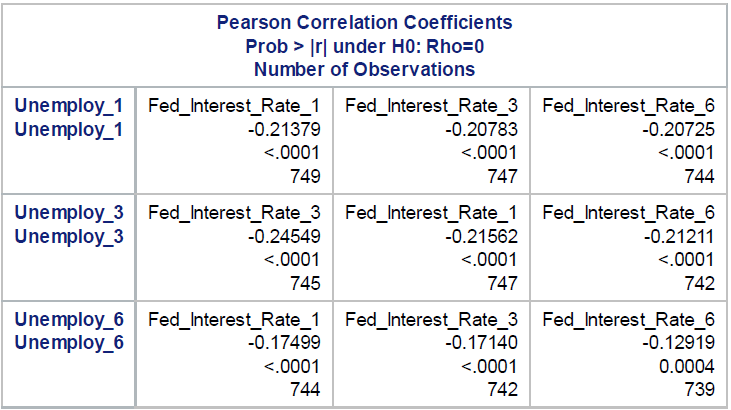 Pearson Correlation Coefficients
Prob > |r| under H0: Rho=0
Number of Observations
Unemploy_1 Fed_Interest_Rate_1 Fed_Interest_Rate_3 Fed_Interest_Rate_6
Unemploy_1 -0.21379 -0.20783 -0.20725
<.0001 <.0001 <.0001
749 747 744
Unemploy_3 Fed_Interest_Rate_3 Fed_Interest_Rate_1 Fed_Interest_Rate_6
Unemploy_3 -0.24549 -0.21562 -0.21211
<.0001 <.0001 <.0001
745 747 742
Unemploy_6 Fed_Interest_Rate_1 Fed_Interest_Rate_3 Fed_Interest_Rate_6
Unemploy_6 -0.17499 -0.17140 -0.12919
<.0001 <.0001 0.0004
744 742 739